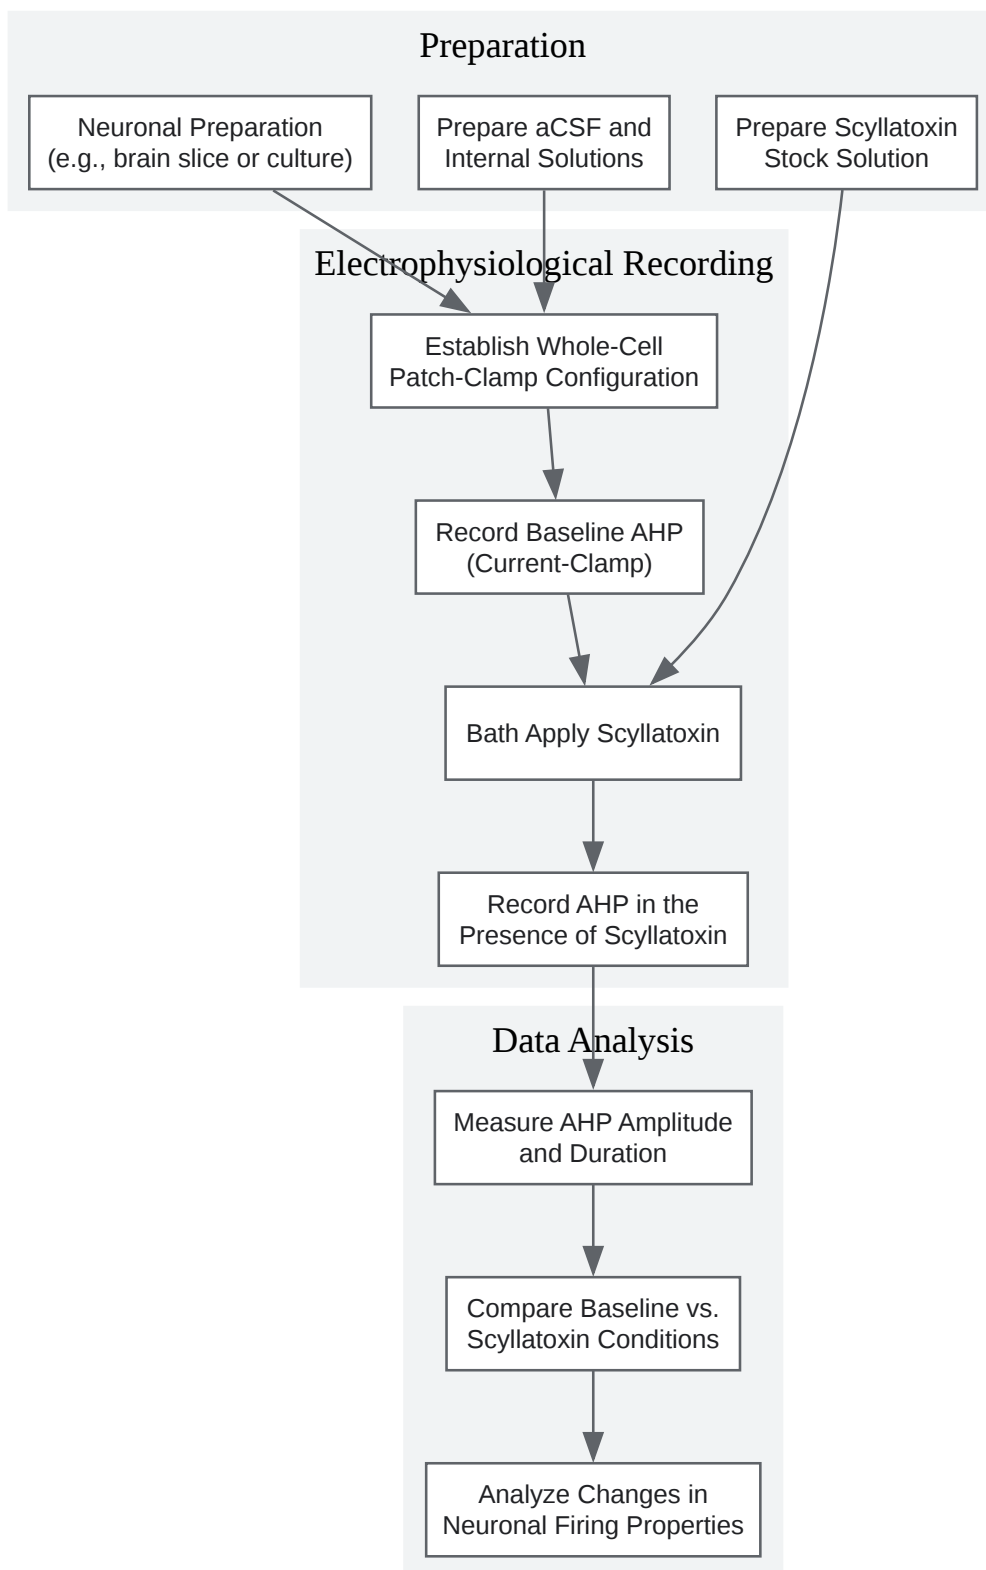 Preparation
Neuronal Preparation
(e.g., brain slice or culture)
Prepare aCSF and
Internal Solutions
Prepare Scyllatoxin
Stock Solution
Electrophysiological Recording
Establish Whole-Cell
Patch-Clamp Configuration
Record Baseline AHP
(Current-Clamp)
Bath Apply Scyllatoxin
Record AHP in the
Presence of Scyllatoxin
Data Analysis
Measure AHP Amplitude
and Duration
Compare Baseline vs.
Scyllatoxin Conditions
Analyze Changes in
Neuronal Firing Properties